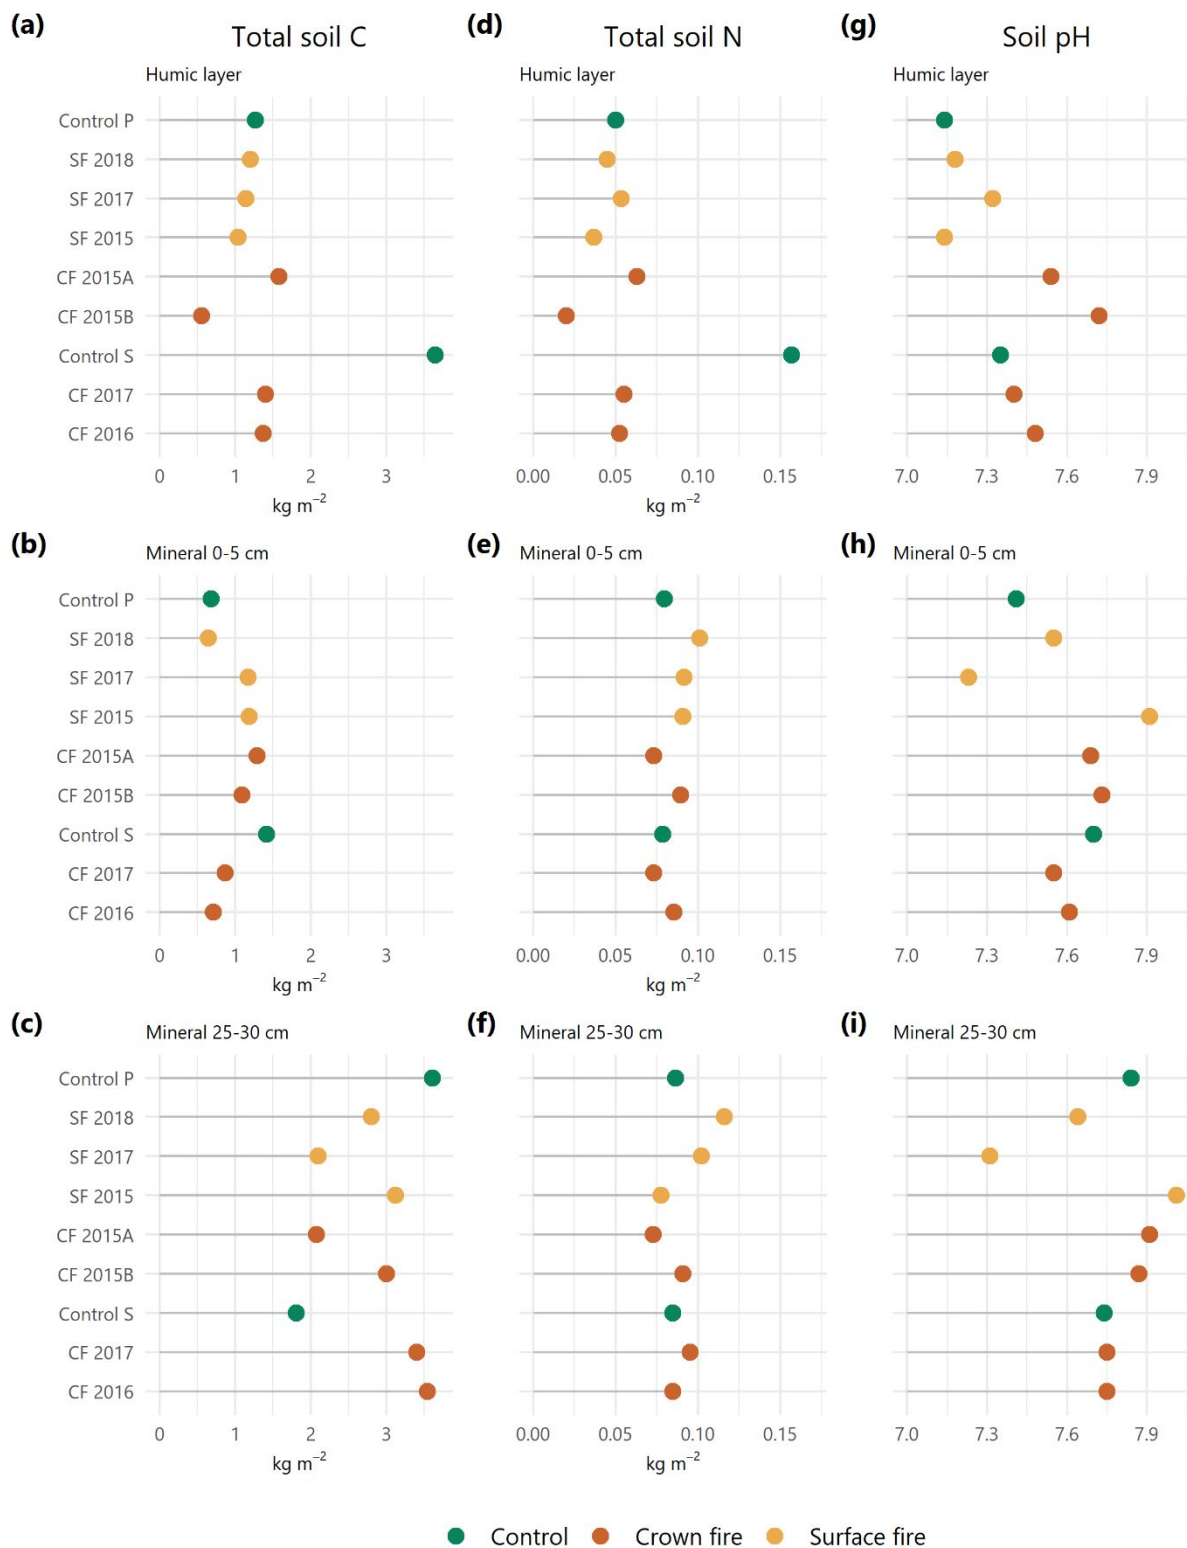 (a)
Total soil C
(d)
Total soil N
(g)
Soil pH
Humic layer
Humic layer
Humic layer
Control P
SF 2018
SF 2017
SF 2015
CF 2015A
CF 2015B
Control S
CF 2017
CF 2016
0 1 2 3
0.00 0.05 0.10 0.15
7.0 7.3 7.6 7.9
kg m⁻²
kg m⁻²
(b)
Mineral 0-5 cm
(e)
Mineral 0-5 cm
(h)
Mineral 0-5 cm
Control P
SF 2018
SF 2017
SF 2015
CF 2015A
CF 2015B
Control S
CF 2017
CF 2016
0 1 2 3
0.00 0.05 0.10 0.15
7.0 7.3 7.6 7.9
kg m⁻²
kg m⁻²
(c)
Mineral 25-30 cm
(f)
Mineral 25-30 cm
(i)
Mineral 25-30 cm
Control P
SF 2018
SF 2017
SF 2015
CF 2015A
CF 2015B
Control S
CF 2017
CF 2016
0 1 2 3
0.00 0.05 0.10 0.15
7.0 7.3 7.6 7.9
kg m⁻²
kg m⁻²
Control Crown fire Surface fire